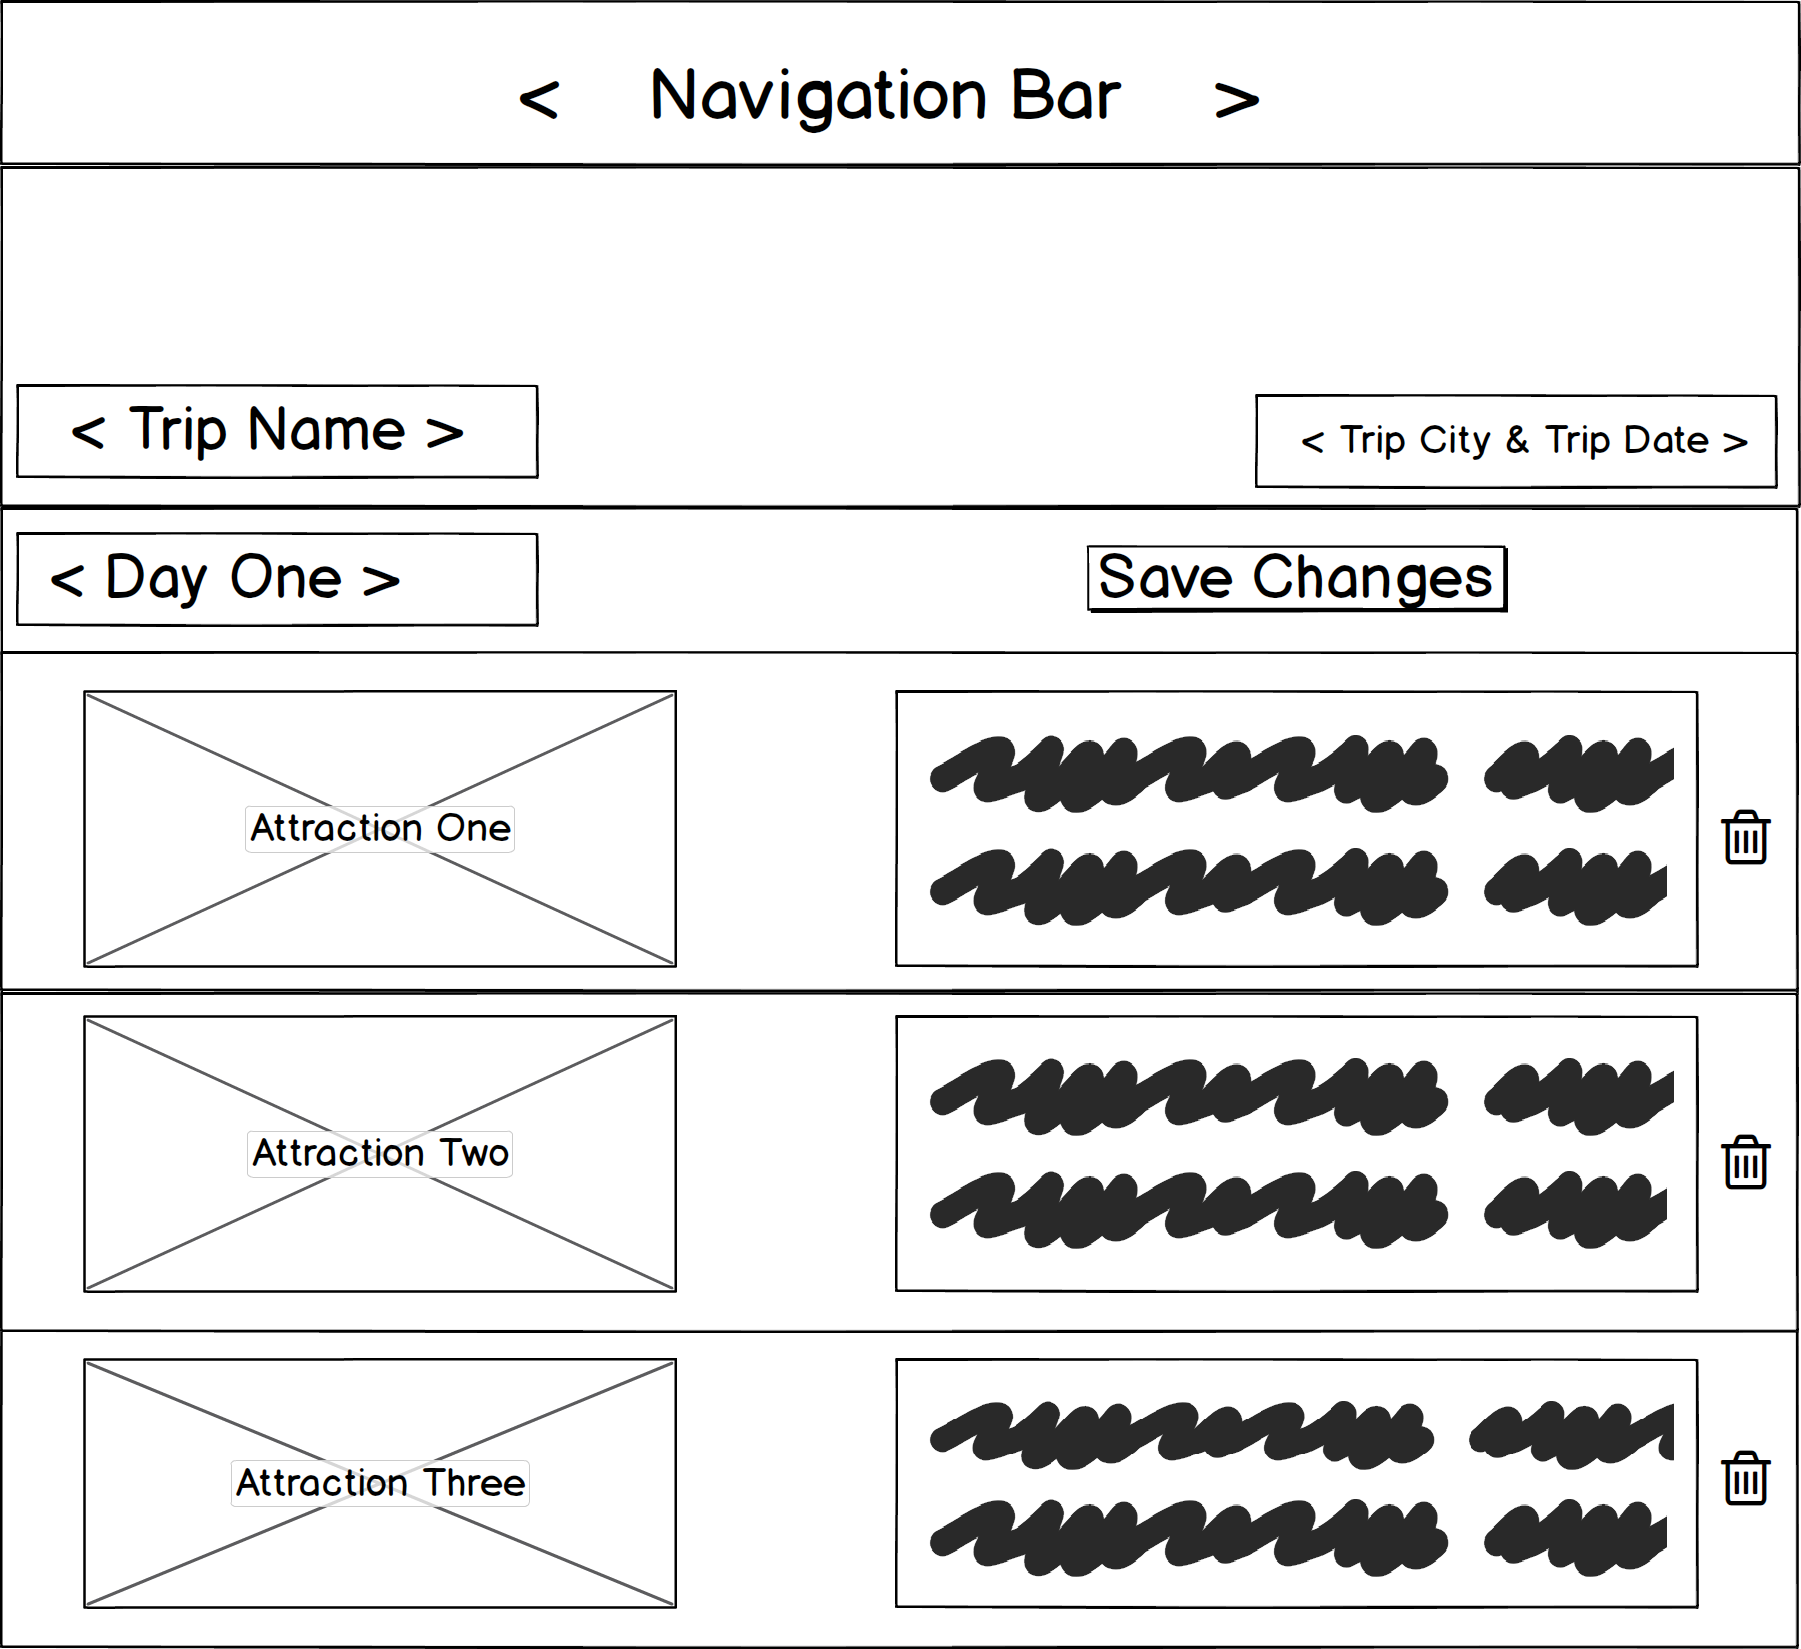 < Navigation Bar >
< Trip Name >
< Trip City & Trip Date >
< Day One >
Save Changes
Attraction One
Attraction Two
Attraction Three